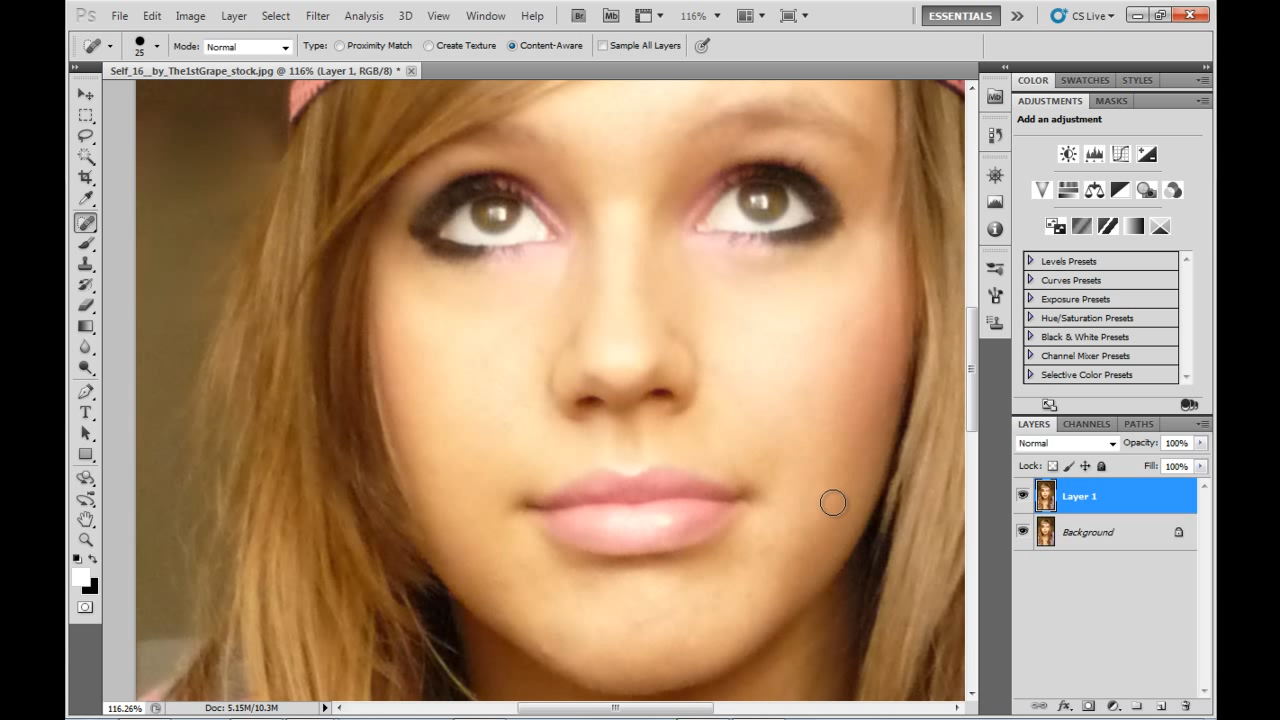 Ps File Edit Image Layer Select Filter Analysis 3D View Window Help Br Mb 116% ESSENTIALS CS Live
25 Mode: Normal Type: Proximity Match Create Texture Content-Aware Sample All Layers
Self_16__by_The1stGrape_stock.jpg @ 116% (Layer 1, RGB/8) *
COLOR SWATCHES STYLES
ADJUSTMENTS MASKS
Add an adjustment
Levels Presets
Curves Presets
Exposure Presets
Hue/Saturation Presets
Black & White Presets
Channel Mixer Presets
Selective Color Presets
LAYERS CHANNELS PATHS
Normal Opacity: 100%
Lock: Fill: 100%
Layer 1
Background
116.26% Doc: 5.15M/10.3M